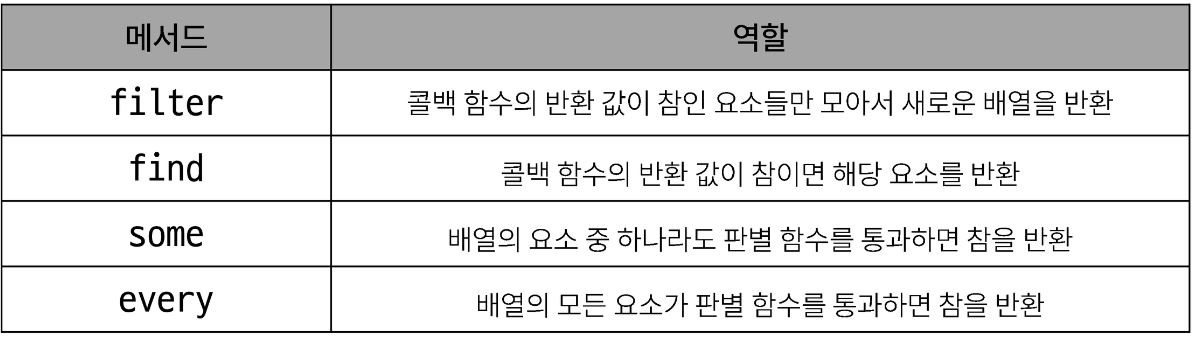 메서드 역할
filter 콜백 함수의 반환 값이 참인 요소들만 모아서 새로운 배열을 반환
find 콜백 함수의 반환 값이 참이면 해당 요소를 반환
some 배열의 요소 중 하나라도 판별 함수를 통과하면 참을 반환
every 배열의 모든 요소가 판별 함수를 통과하면 참을 반환